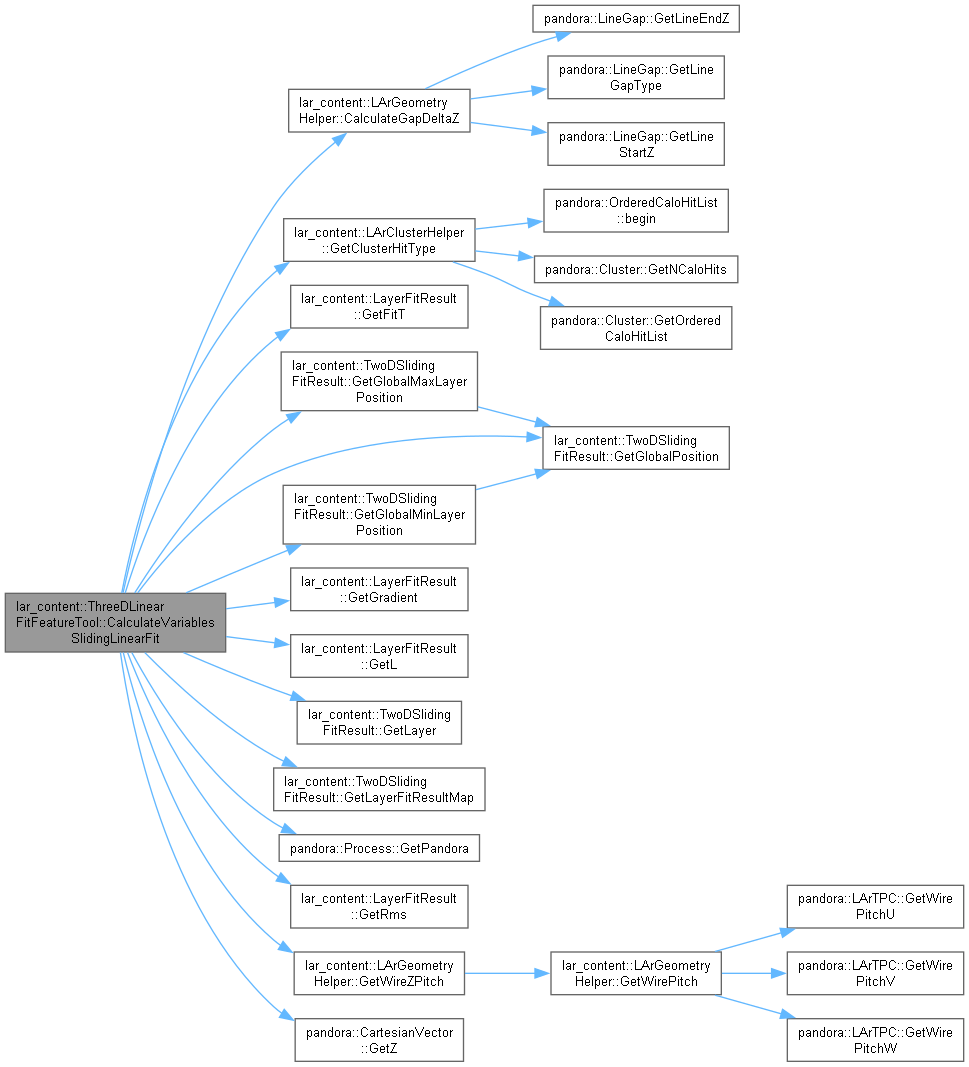 pandora::LineGap::GetLineEndZ
pandora::LineGap::GetLine
GapType
lar_content::LArGeometry
Helper::CalculateGapDeltaZ
pandora::LineGap::GetLine
StartZ
pandora::OrderedCaloHitList
::begin
lar_content::LArClusterHelper
::GetClusterHitType
pandora::Cluster::GetNCaloHits
lar_content::LayerFitResult
::GetFitT
pandora::Cluster::GetOrdered
CaloHitList
lar_content::TwoDSliding
FitResult::GetGlobalMaxLayer
Position
lar_content::TwoDSliding
FitResult::GetGlobalPosition
lar_content::TwoDSliding
FitResult::GetGlobalMinLayer
Position
lar_content::LayerFitResult
::GetGradient
lar_content::ThreeDLinear
FitFeatureTool::CalculateVariables
SlidingLinearFit
lar_content::LayerFitResult
::GetL
lar_content::TwoDSliding
FitResult::GetLayer
lar_content::TwoDSliding
FitResult::GetLayerFitResultMap
pandora::Process::GetPandora
lar_content::LayerFitResult
::GetRms
pandora::LArTPC::GetWire
PitchU
lar_content::LArGeometry
Helper::GetWireZPitch
lar_content::LArGeometry
Helper::GetWirePitch
pandora::LArTPC::GetWire
PitchV
pandora::CartesianVector
::GetZ
pandora::LArTPC::GetWire
PitchW